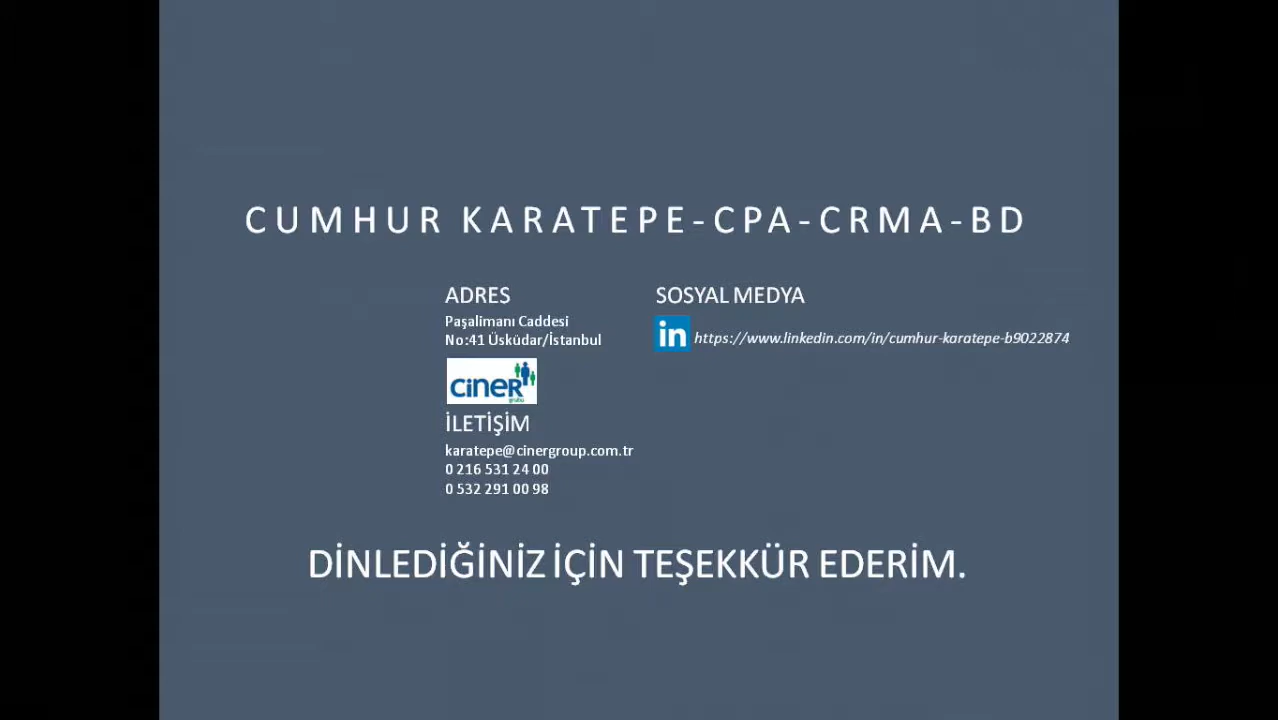 CUMHUR KARATEPE-CPA-CRMA-BD
ADRES
Paşalimanı Caddesi
No:41 Üsküdar/İstanbul
ciner
grubu
İLETİŞİM
karatepe@cinergroup.com.tr
0 216 531 24 00
0 532 291 00 98
SOSYAL MEDYA
in
https://www.linkedin.com/in/cumhur-karatepe-b9022874
DİNLEDİĞİNİZ İÇİN TEŞEKKÜR EDERİM.